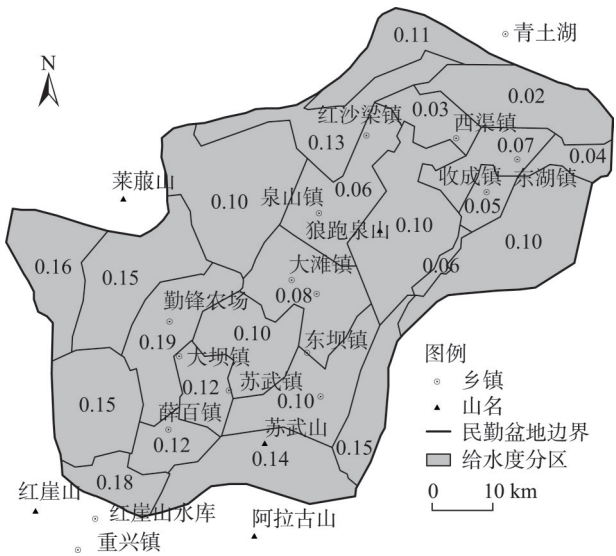 0.11
青土湖
N
0.03
0.02
红沙梁镇
西渠镇
0.13
0.07
0.04
莱菔山
收成镇
东湖镇
0.06
0.10
泉山镇
0.05
狼跑泉山
0.10
0.10
0.16
0.15
大滩镇
0.06
0.08
勤锋农场
0.10
东坝镇
0.19
大坝镇
图例
乡镇
0.15
0.12
苏武镇
0.10
山名
薛百镇
苏武山
民勤盆地边界
0.12
0.15
给水度分区
0.14
0.18
0 10 km
红崖山
红崖山水库
阿拉古山
重兴镇